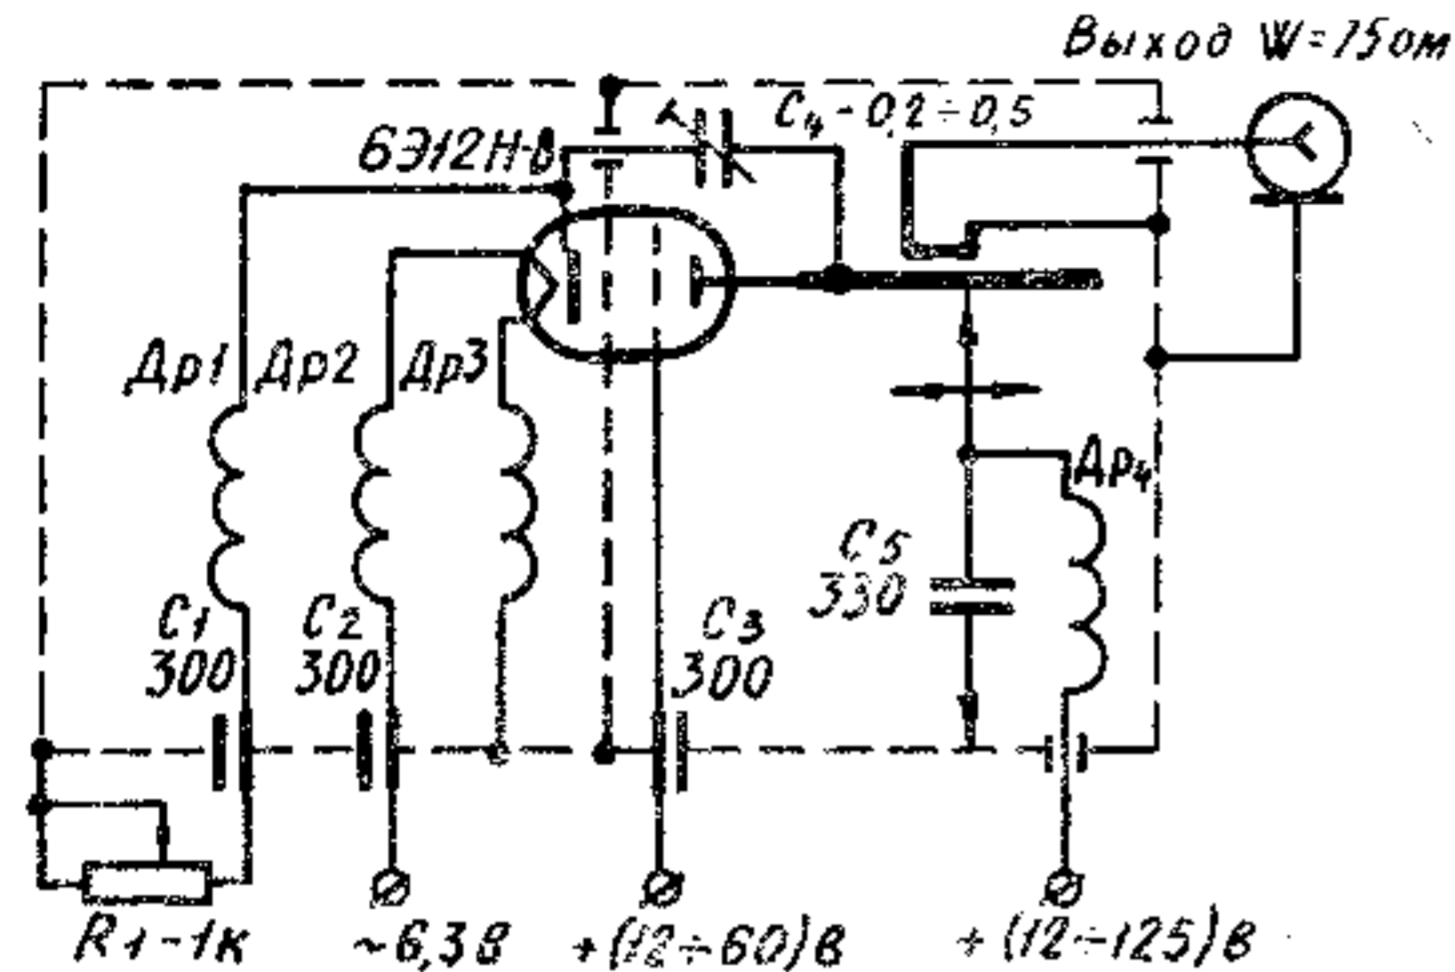 Выход W=75ом
C4-0,2÷0,5
6Э12Н-В
Др1
Др2
Др3
Др4
C5
330
C1
300
C2
300
C3
300
R1-1к
~6,3В
+(12÷60)В
+(12÷125)В